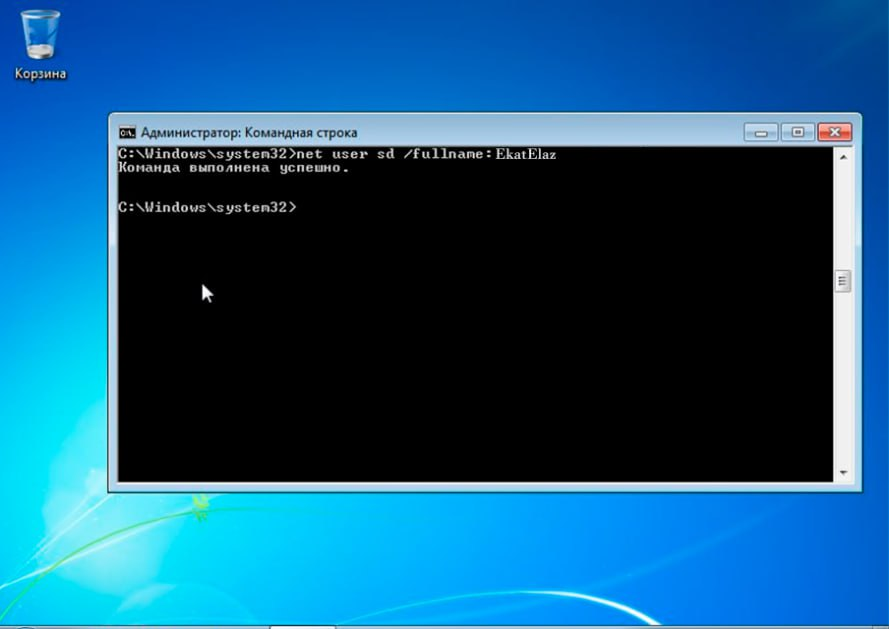 Корзина
Администратор: Командная строка
C:\Windows\system32>net user sd /fullname:EkatElaz
Команда выполнена успешно.
C:\Windows\system32>